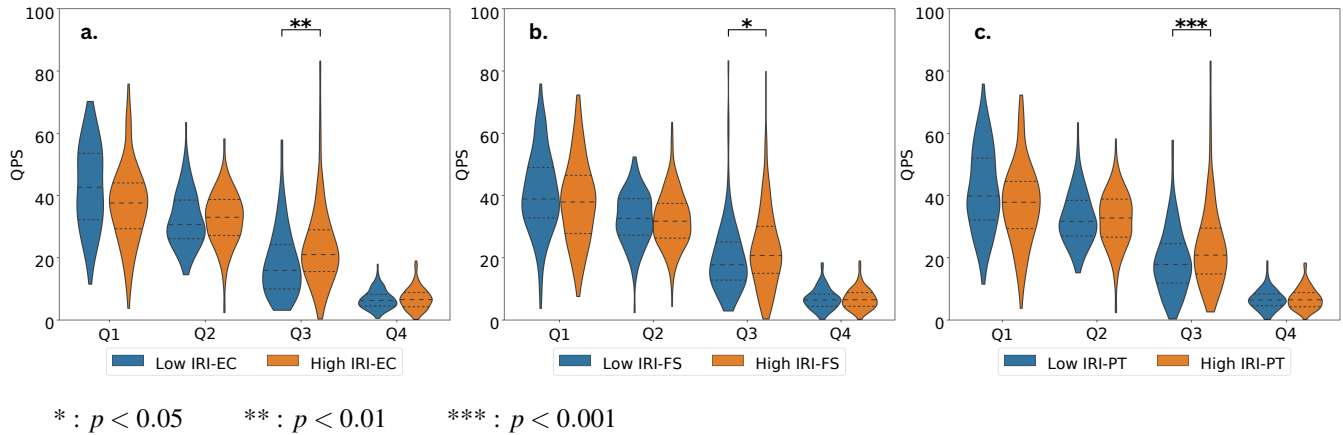 a.
**
100
80
60
40
20
0
QPS
Q1 Q2 Q3 Q4
Low IRI-EC High IRI-EC
b.
*
100
80
60
40
20
0
QPS
Q1 Q2 Q3 Q4
Low IRI-FS High IRI-FS
c.
***
100
80
60
40
20
0
QPS
Q1 Q2 Q3 Q4
Low IRI-PT High IRI-PT
* : p < 0.05 ** : p < 0.01 *** : p < 0.001